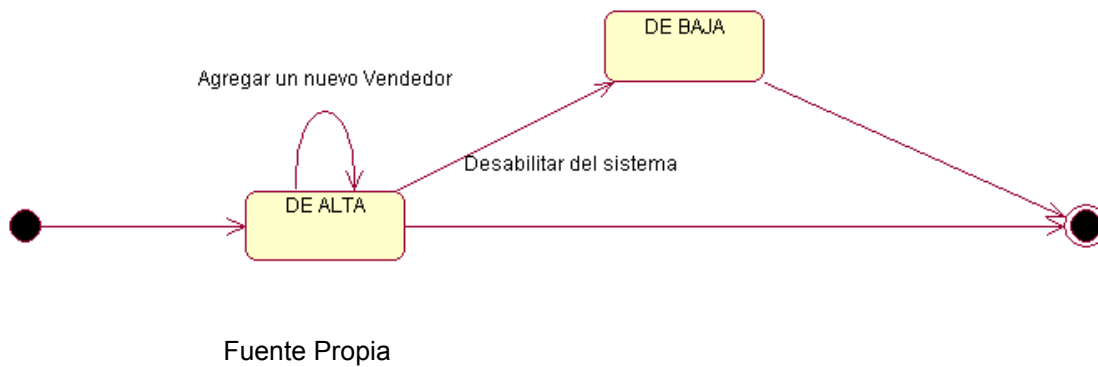 DE BAJA
Agregar un nuevo Vendedor
Desabilitar del sistema
DE ALTA
Fuente Propia